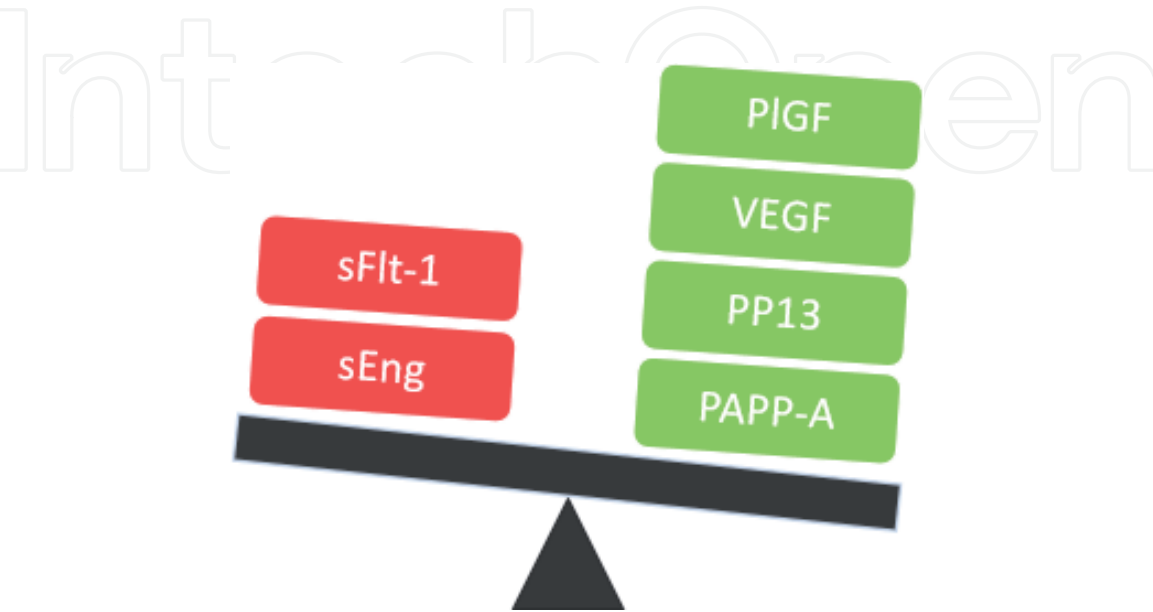 IntechOpen
PlGF
VEGF
sFlt-1
PP13
sEng
PAPP-A